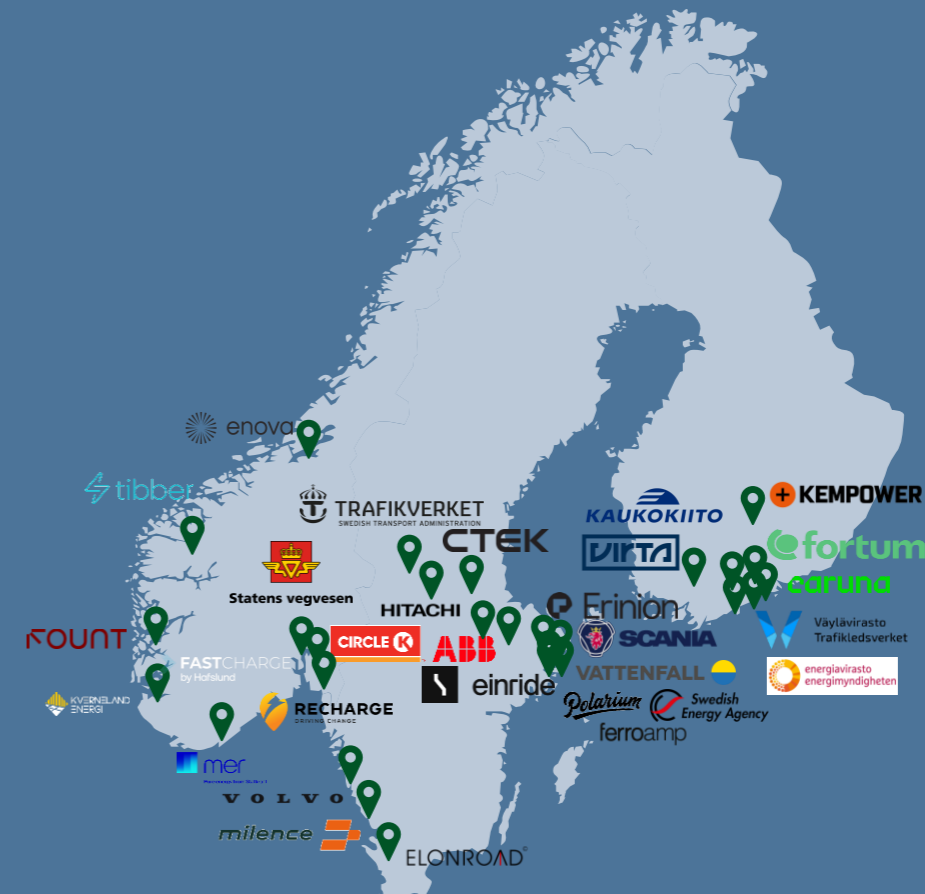 enova
tibber
TRAFIKVERKET
SWEDISH TRANSPORT ADMINISTRATION
KAUKOKIITO
KEMPOWER
CTEK
VIRTA
fortum
Statens vegvesen
caruna
HITACHI
Erinion
FOUNT
CIRCLE K
ABB
SCANIA
Väylävirasto
Trafikledsverket
FASTCHARGE
by Hafslund
einride
VATTENFALL
energiavirasto
energimyndigheten
KVERNELAND
ENERGI
RECHARGE
DRIVING CHANGE
Polarium
Swedish
Energy Agency
ferroamp
mer
VOLVO
milence
ELONROAD